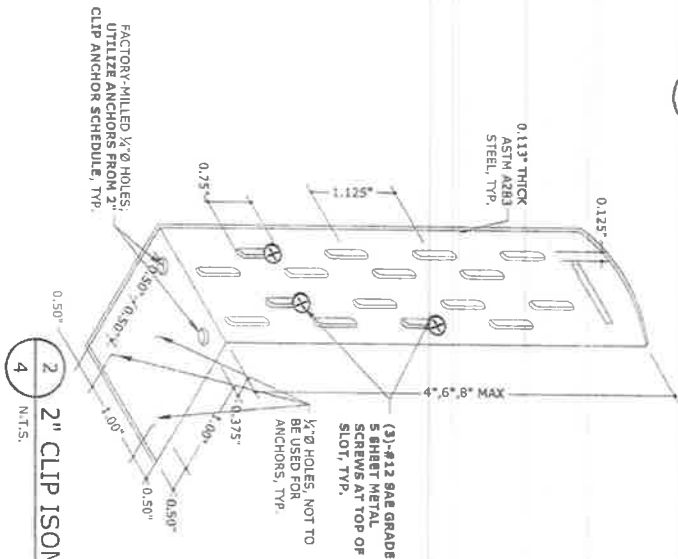 0.125"
0.113" THICK
ASTM A283
STEEL, TYP.
1.125"
0.75"
FACTORY-MILLED ¼"Ø HOLES;
UTILIZE ANCHORS FROM 2"
CLIP ANCHOR SCHEDULE, TYP.
4",6",8" MAX
(3)-#12 SAE GRADE
5 SHEET METAL
SCREWS AT TOP OF
SLOT, TYP.
¼"Ø HOLES, NOT TO
BE USED FOR
ANCHORS, TYP.
0.375"
1.00"
0.50"
0.50"
0.50"
0.50"
0.50"
1.00"
2
4
2" CLIP ISOM
N.T.S.